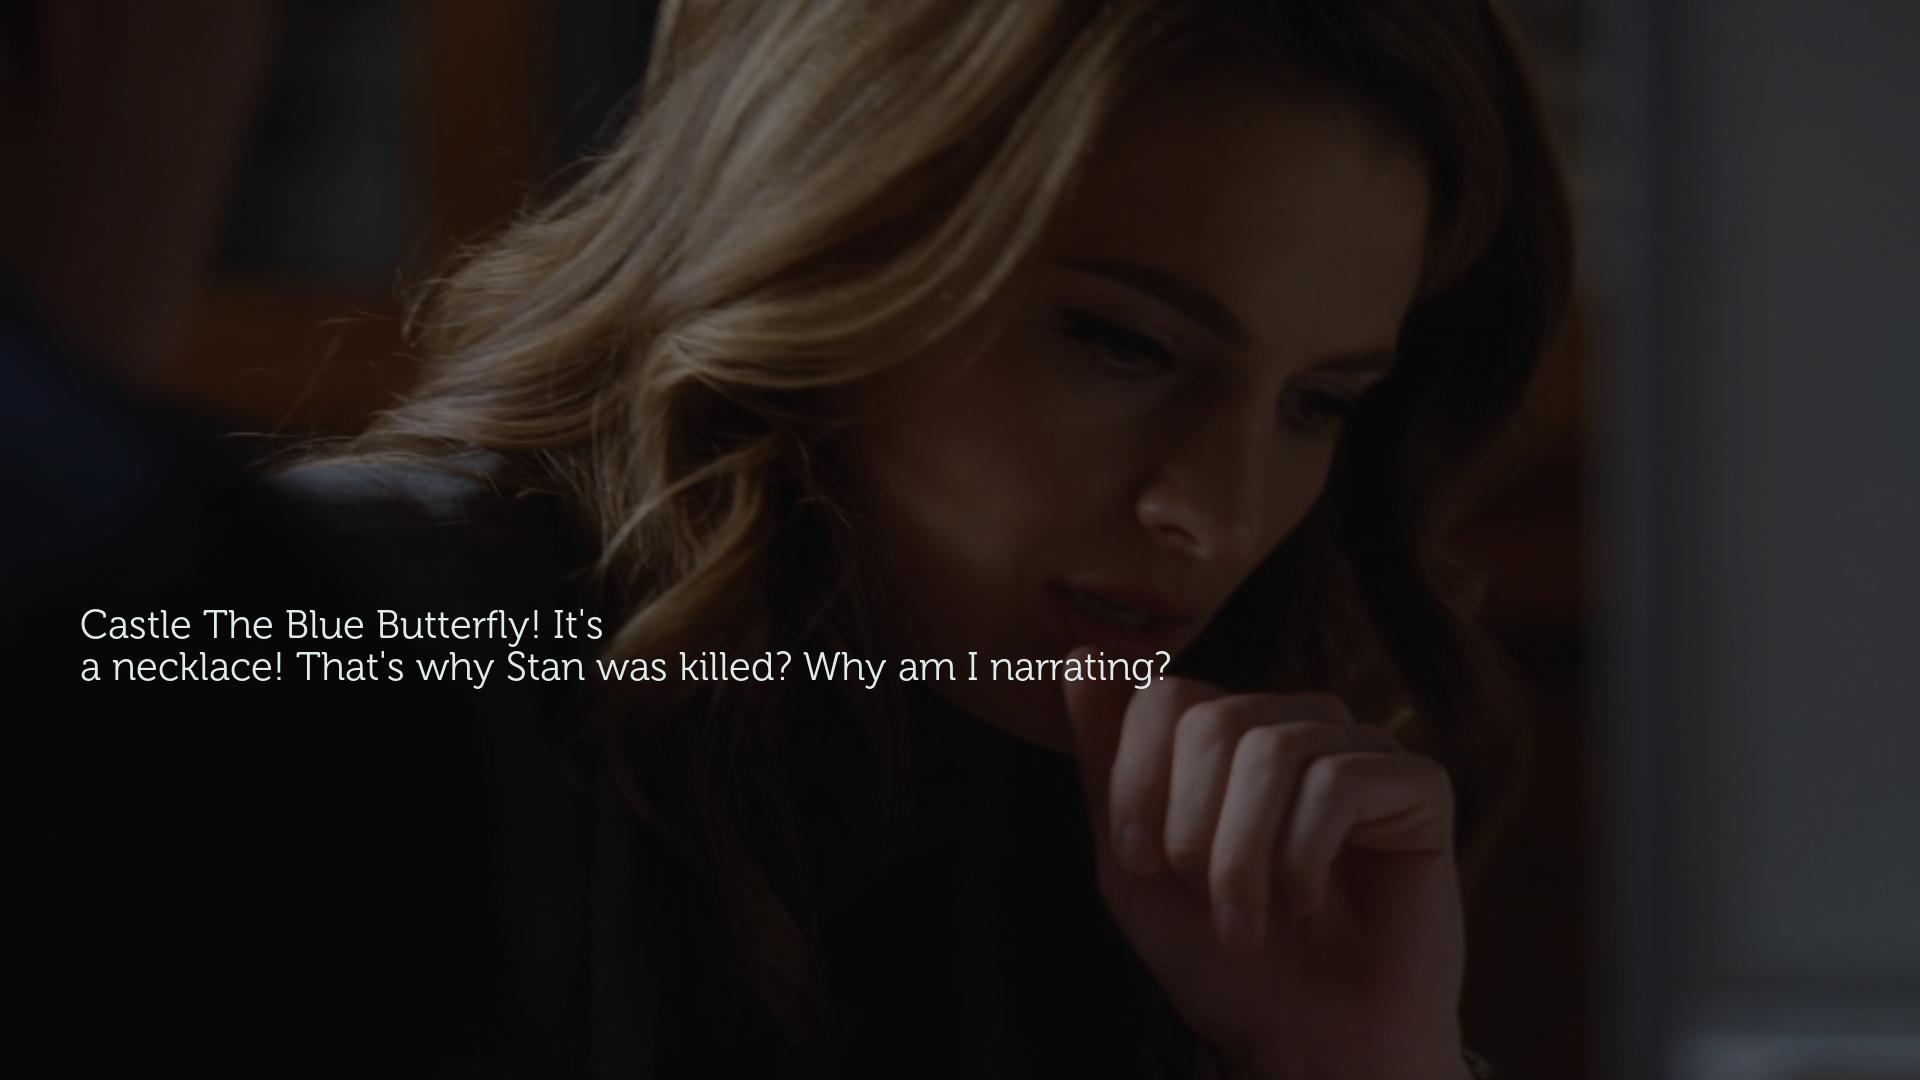 Castle The Blue Butterfly! It's
a necklace! That's why Stan was killed? Why am I narrating?